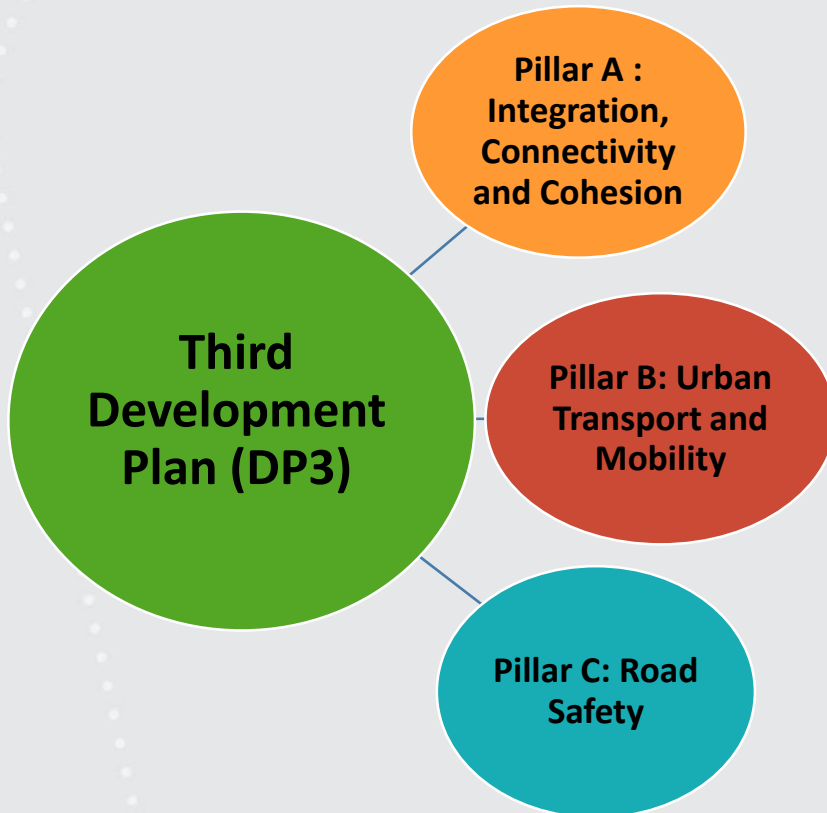 Pillar A :
Integration,
Connectivity
and Cohesion
Third
Development
Plan (DP3)
Pillar B: Urban
Transport and
Mobility
Pillar C: Road
Safety